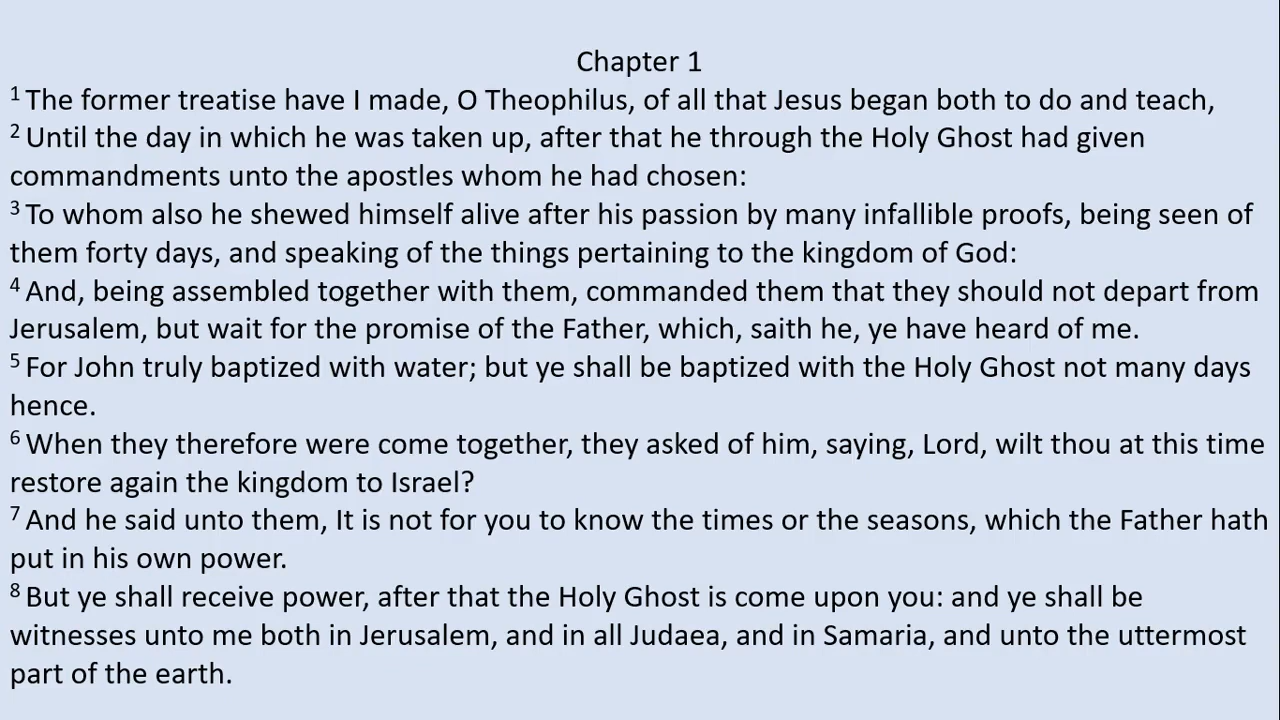 Chapter 1
1 The former treatise have I made, O Theophilus, of all that Jesus began both to do and teach,
2 Until the day in which he was taken up, after that he through the Holy Ghost had given
commandments unto the apostles whom he had chosen:
3 To whom also he shewed himself alive after his passion by many infallible proofs, being seen of
them forty days, and speaking of the things pertaining to the kingdom of God:
4 And, being assembled together with them, commanded them that they should not depart from
Jerusalem, but wait for the promise of the Father, which, saith he, ye have heard of me.
5 For John truly baptized with water; but ye shall be baptized with the Holy Ghost not many days
hence.
6 When they therefore were come together, they asked of him, saying, Lord, wilt thou at this time
restore again the kingdom to Israel?
7 And he said unto them, It is not for you to know the times or the seasons, which the Father hath
put in his own power.
8 But ye shall receive power, after that the Holy Ghost is come upon you: and ye shall be
witnesses unto me both in Jerusalem, and in all Judaea, and in Samaria, and unto the uttermost
part of the earth.